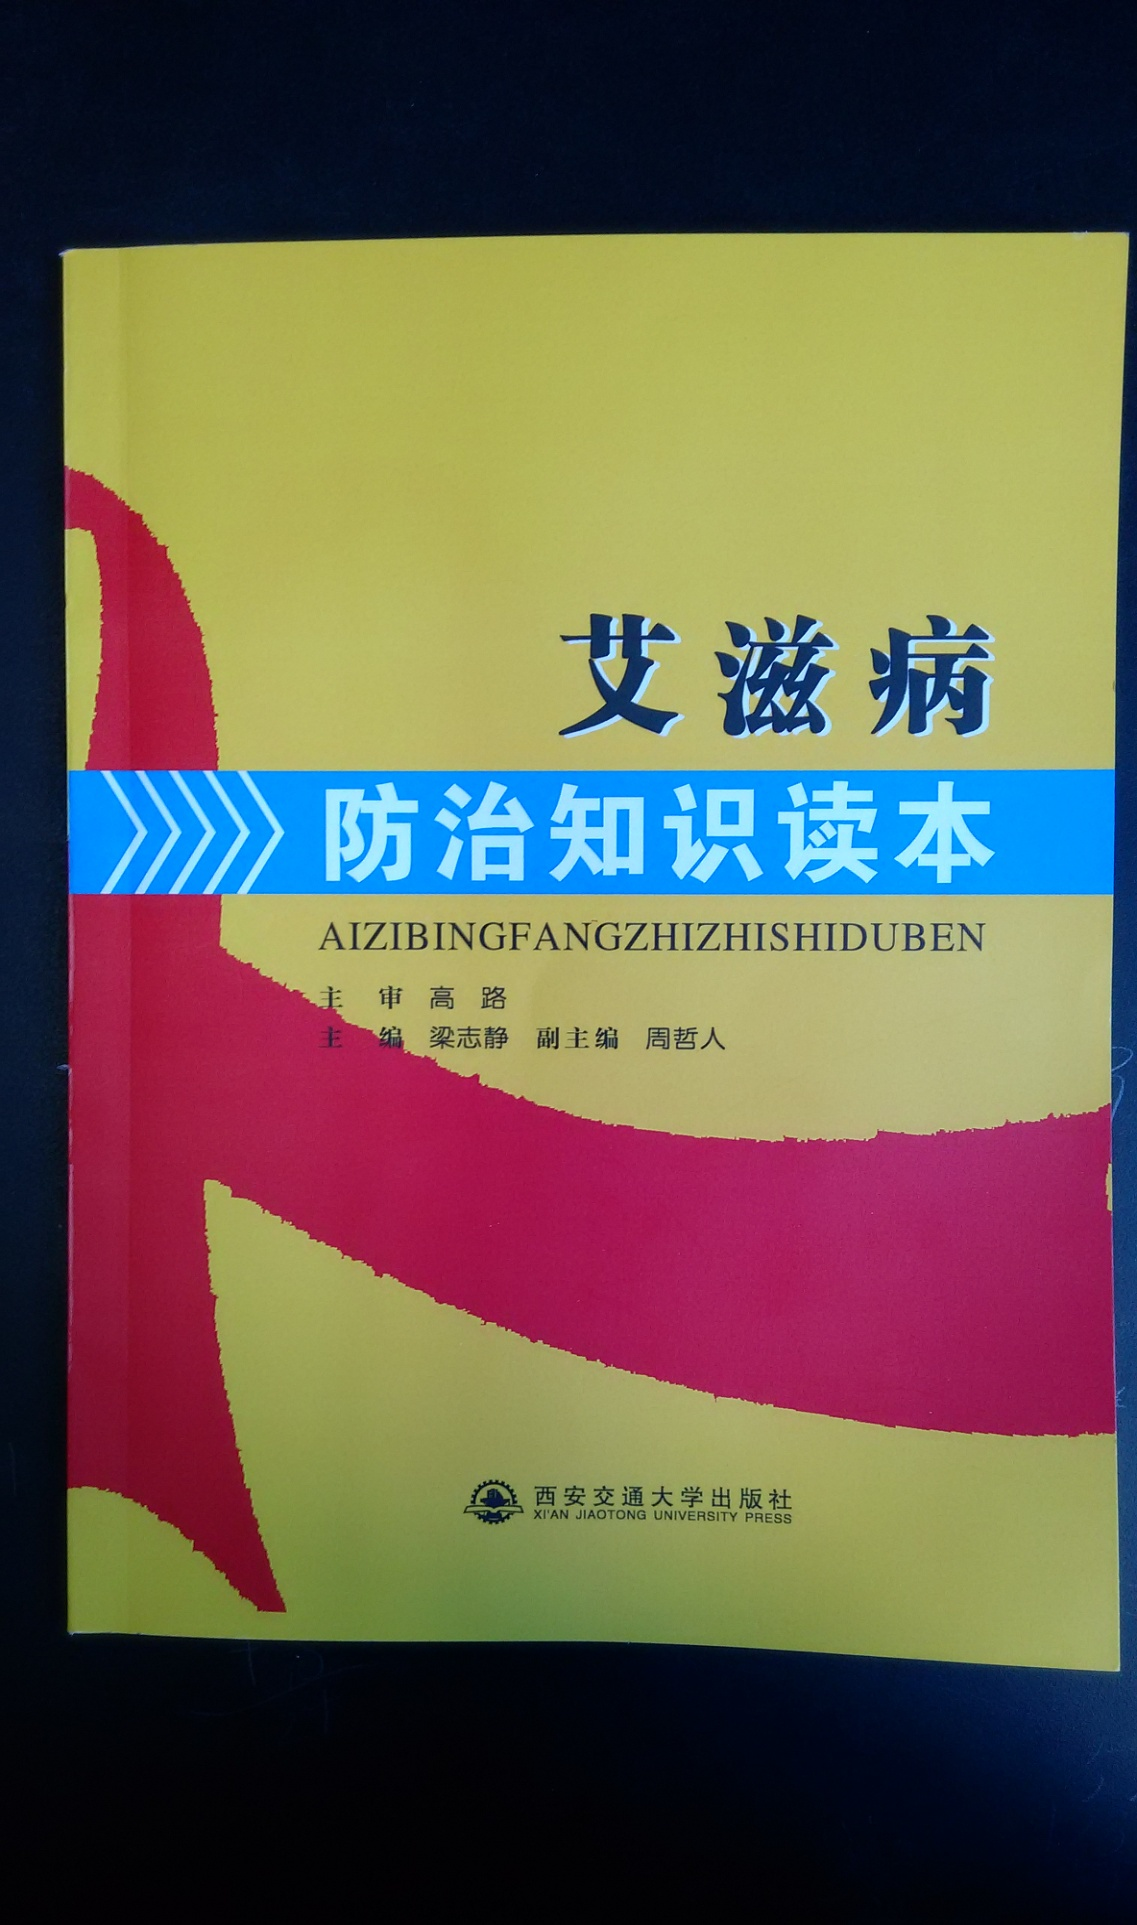 艾滋病
防治知识读本
AIZIBINGFANGZHIZHISHIDUBEN
主 审 高 路
主 编 梁志静 副主编 周哲人
西安交通大学出版社
XI'AN JIAOTONG UNIVERSITY PRESS